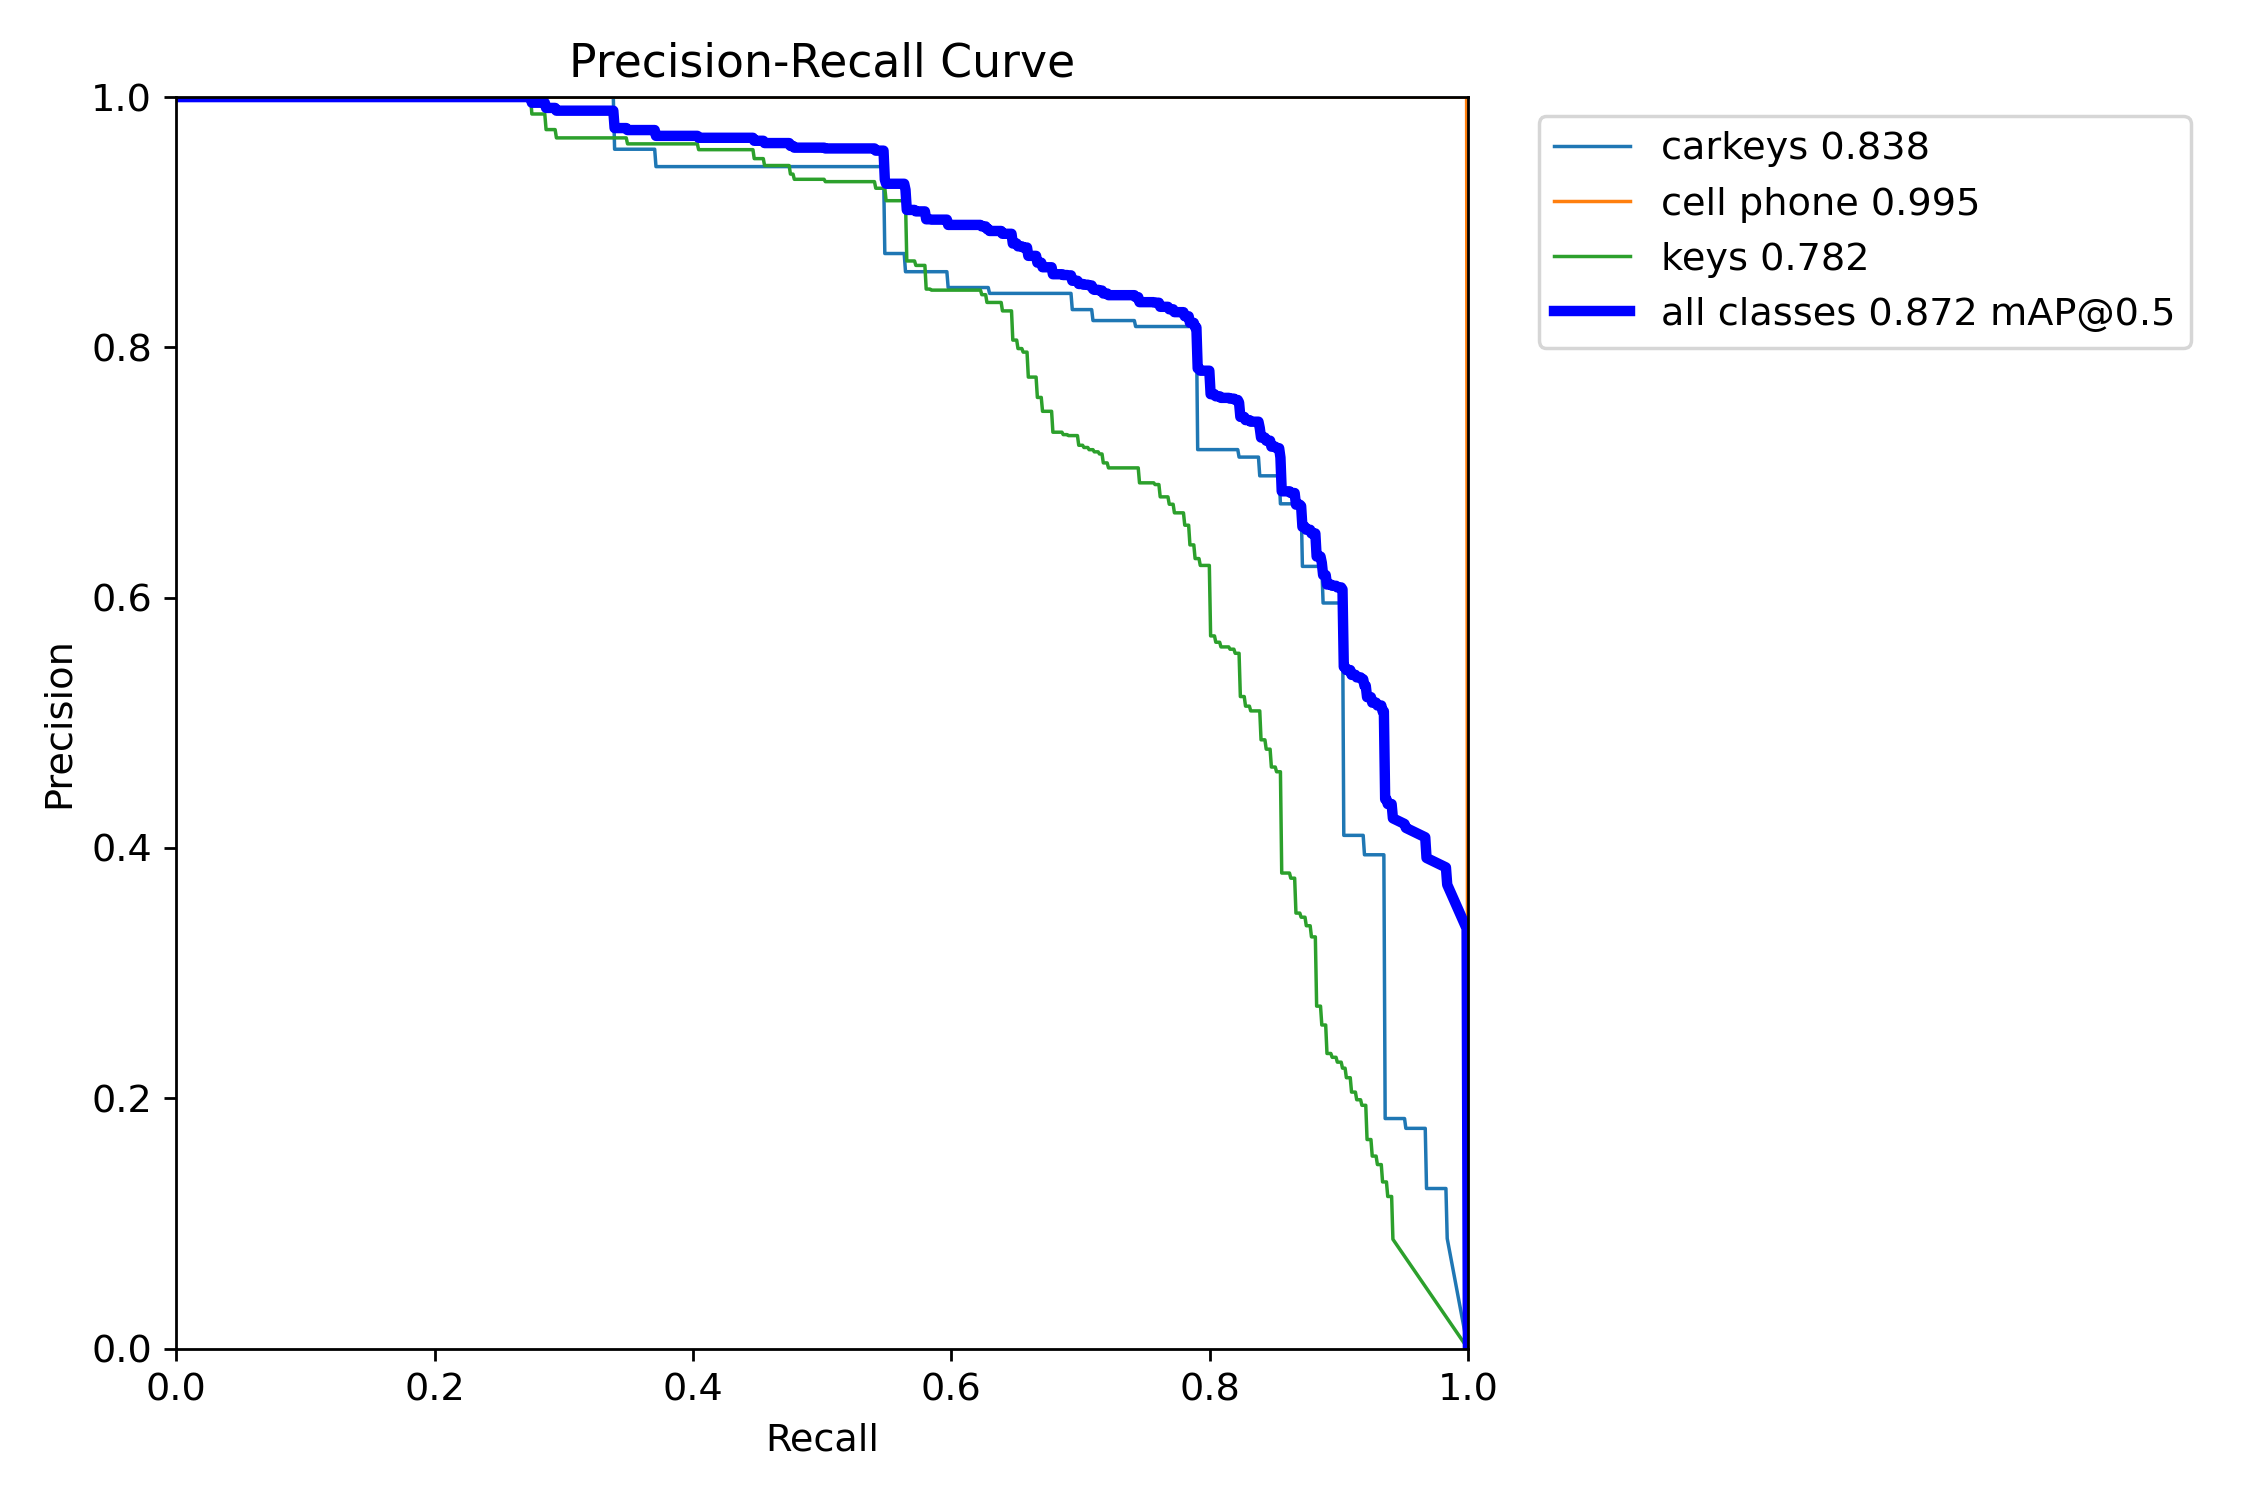 Precision-Recall Curve
1.0
0.8
0.6
0.4
0.2
0.0
Precision
0.0 0.2 0.4 0.6 0.8 1.0
Recall
carkeys 0.838
cell phone 0.995
keys 0.782
all classes 0.872 mAP@0.5